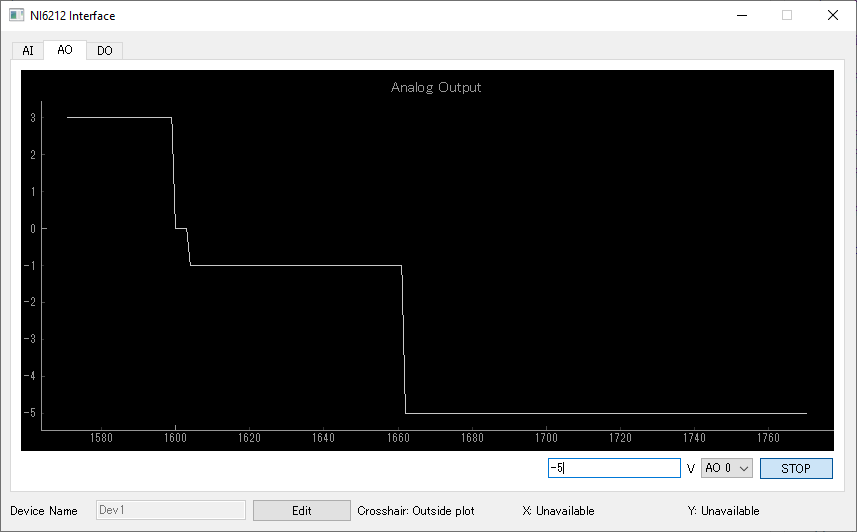 NI6212 Interface
AI AO DO
Analog Output
3
2
1
0
-1
-2
-3
-4
-5
1580 1600 1620 1640 1660 1680 1700 1720 1740 1760
-5 V AO 0 STOP
Device Name Dev1 Edit Crosshair: Outside plot X: Unavailable Y: Unavailable